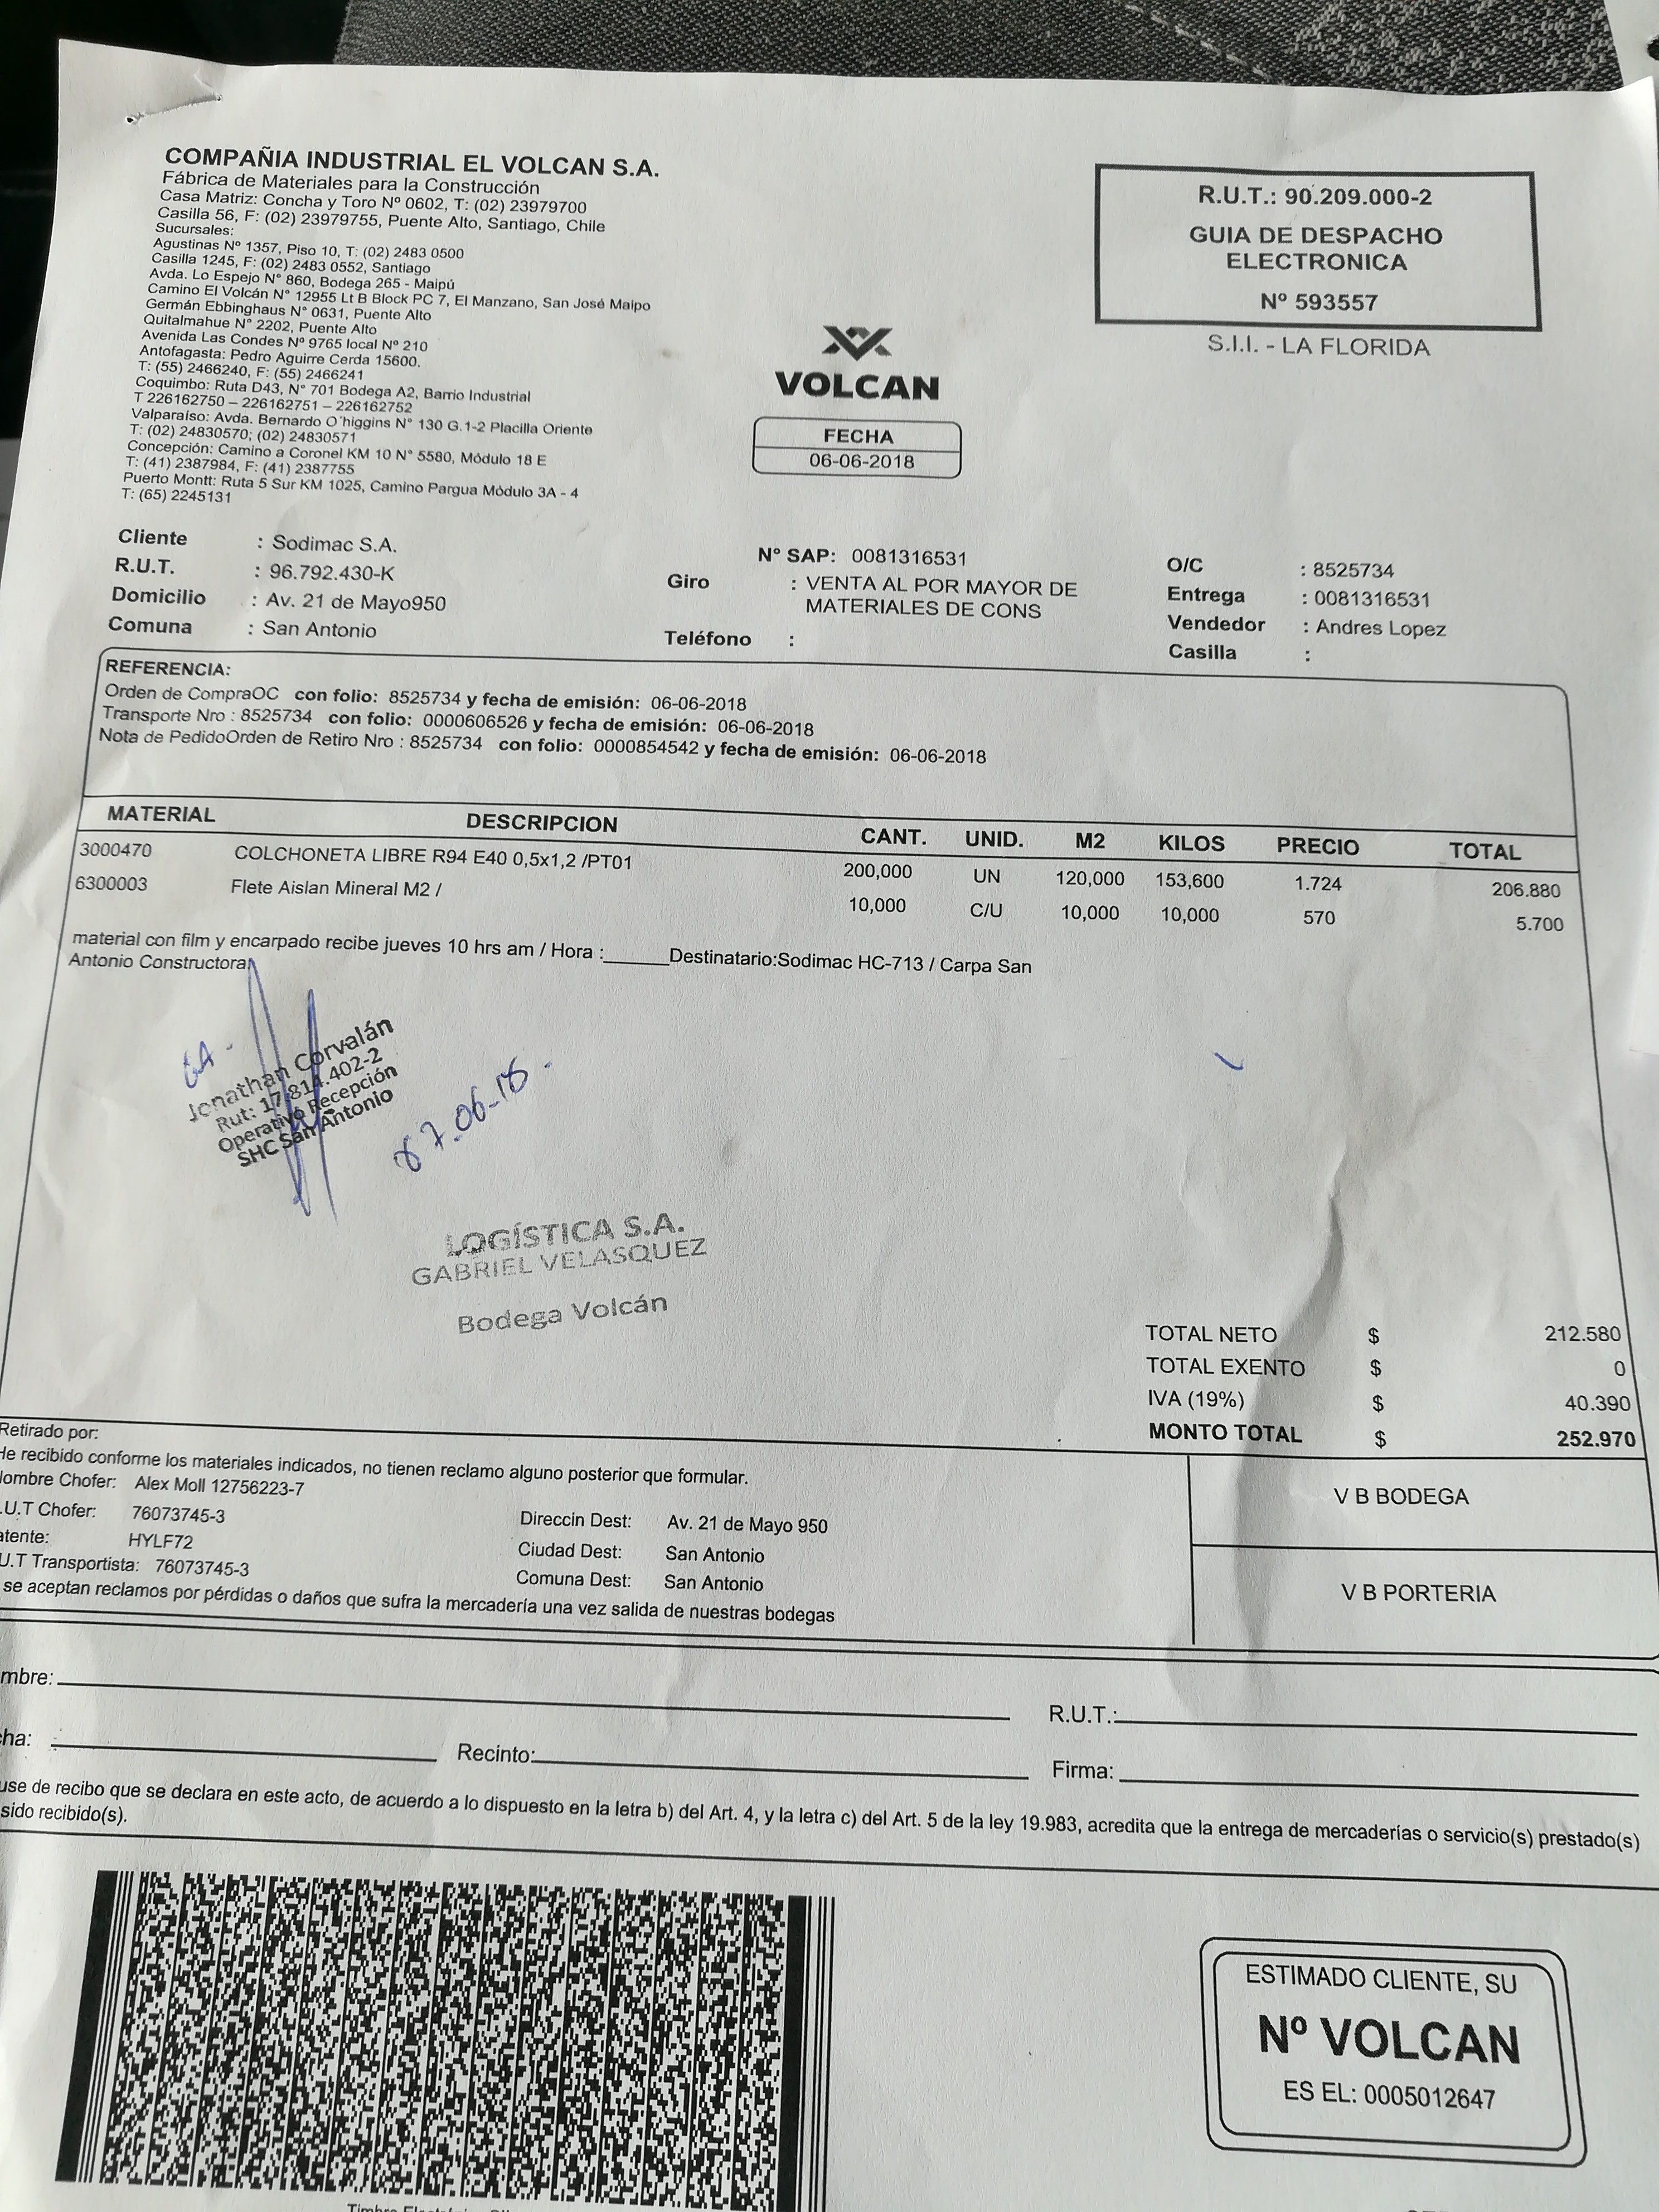 COMPAÑIA INDUSTRIAL EL VOLCAN S.A.
Fábrica de Materiales para la Construcción
Casa Matriz: Concha y Toro Nº 0602, T: (02) 23979700
Casilla 56, F: (02) 23979755, Puente Alto, Santiago, Chile
Sucursales:
Agustinas Nº 1357, Piso 10, T: (02) 2483 0500
Casilla 1245, F: (02) 2483 0552, Santiago
Avda. Lo Espejo N° 860, Bodega 265 - Maipú
Camino El Volcán N° 12955 Lt B Block PC 7, El Manzano, San José Maipo
Germán Ebbinghaus N° 0631, Puente Alto
Quitalmahue N° 2202, Puente Alto
Avenida Las Condes Nº 9765 local Nº 210
Antofagasta: Pedro Aguirre Cerda 15600.
T: (55) 2466240, F: (55) 2466241
Coquimbo: Ruta D43, N° 701 Bodega A2, Barrio Industrial
T 226162750 – 226162751 – 226162752
Valparaíso: Avda. Bernardo O´higgins N° 130 G.1-2 Placilla Oriente
T: (02) 24830570; (02) 24830571
Concepción: Camino a Coronel KM 10 N° 5580, Módulo 18 E
T: (41) 2387984, F: (41) 2387755
Puerto Montt: Ruta 5 Sur KM 1025, Camino Pargua Módulo 3A - 4
T: (65) 2245131
R.U.T.: 90.209.000-2
GUIA DE DESPACHO
ELECTRONICA
Nº 593557
S.I.I. - LA FLORIDA
VOLCAN
FECHA
06-06-2018
Cliente : Sodimac S.A.
R.U.T. : 96.792.430-K
Domicilio : Av. 21 de Mayo950
Comuna : San Antonio
Nº SAP: 0081316531
Giro : VENTA AL POR MAYOR DE
MATERIALES DE CONS
Teléfono :
O/C : 8525734
Entrega : 0081316531
Vendedor : Andres Lopez
Casilla :
REFERENCIA:
Orden de CompraOC con folio: 8525734 y fecha de emisión: 06-06-2018
Transporte Nro : 8525734 con folio: 0000606526 y fecha de emisión: 06-06-2018
Nota de PedidoOrden de Retiro Nro : 8525734 con folio: 0000854542 y fecha de emisión: 06-06-2018
MATERIAL DESCRIPCION CANT. UNID. M2 KILOS PRECIO TOTAL
3000470 COLCHONETA LIBRE R94 E40 0,5x1,2 /PT01 200,000 UN 120,000 153,600 1.724 206.880
6300003 Flete Aislan Mineral M2 / 10,000 C/U 10,000 10,000 570 5.700
material con film y encarpado recibe jueves 10 hrs am / Hora :______Destinatario:Sodimac HC-713 / Carpa San
Antonio Constructora
Jonathan Corvalán
Rut: 17.814.402-2
Operativo Recepción
SHC San Antonio
07.06-18.
LOGÍSTICA S.A.
GABRIEL VELASQUEZ
Bodega Volcán
TOTAL NETO $ 212.580
TOTAL EXENTO $ 0
IVA (19%) $ 40.390
MONTO TOTAL $ 252.970
Retirado por:
He recibido conforme los materiales indicados, no tienen reclamo alguno posterior que formular.
ombre Chofer: Alex Moll 12756223-7
.U.T Chofer: 76073745-3
atente: HYLF72
U.T Transportista: 76073745-3
Direccin Dest: Av. 21 de Mayo 950
Ciudad Dest: San Antonio
Comuna Dest: San Antonio
se aceptan reclamos por pérdidas o daños que sufra la mercadería una vez salida de nuestras bodegas
V B BODEGA
V B PORTERIA
mbre:
R.U.T.:
cha:
Recinto:
Firma:
use de recibo que se declara en este acto, de acuerdo a lo dispuesto en la letra b) del Art. 4, y la letra c) del Art. 5 de la ley 19.983, acredita que la entrega de mercaderías o servicio(s) prestado(s)
sido recibido(s).
ESTIMADO CLIENTE, SU
Nº VOLCAN
ES EL: 0005012647